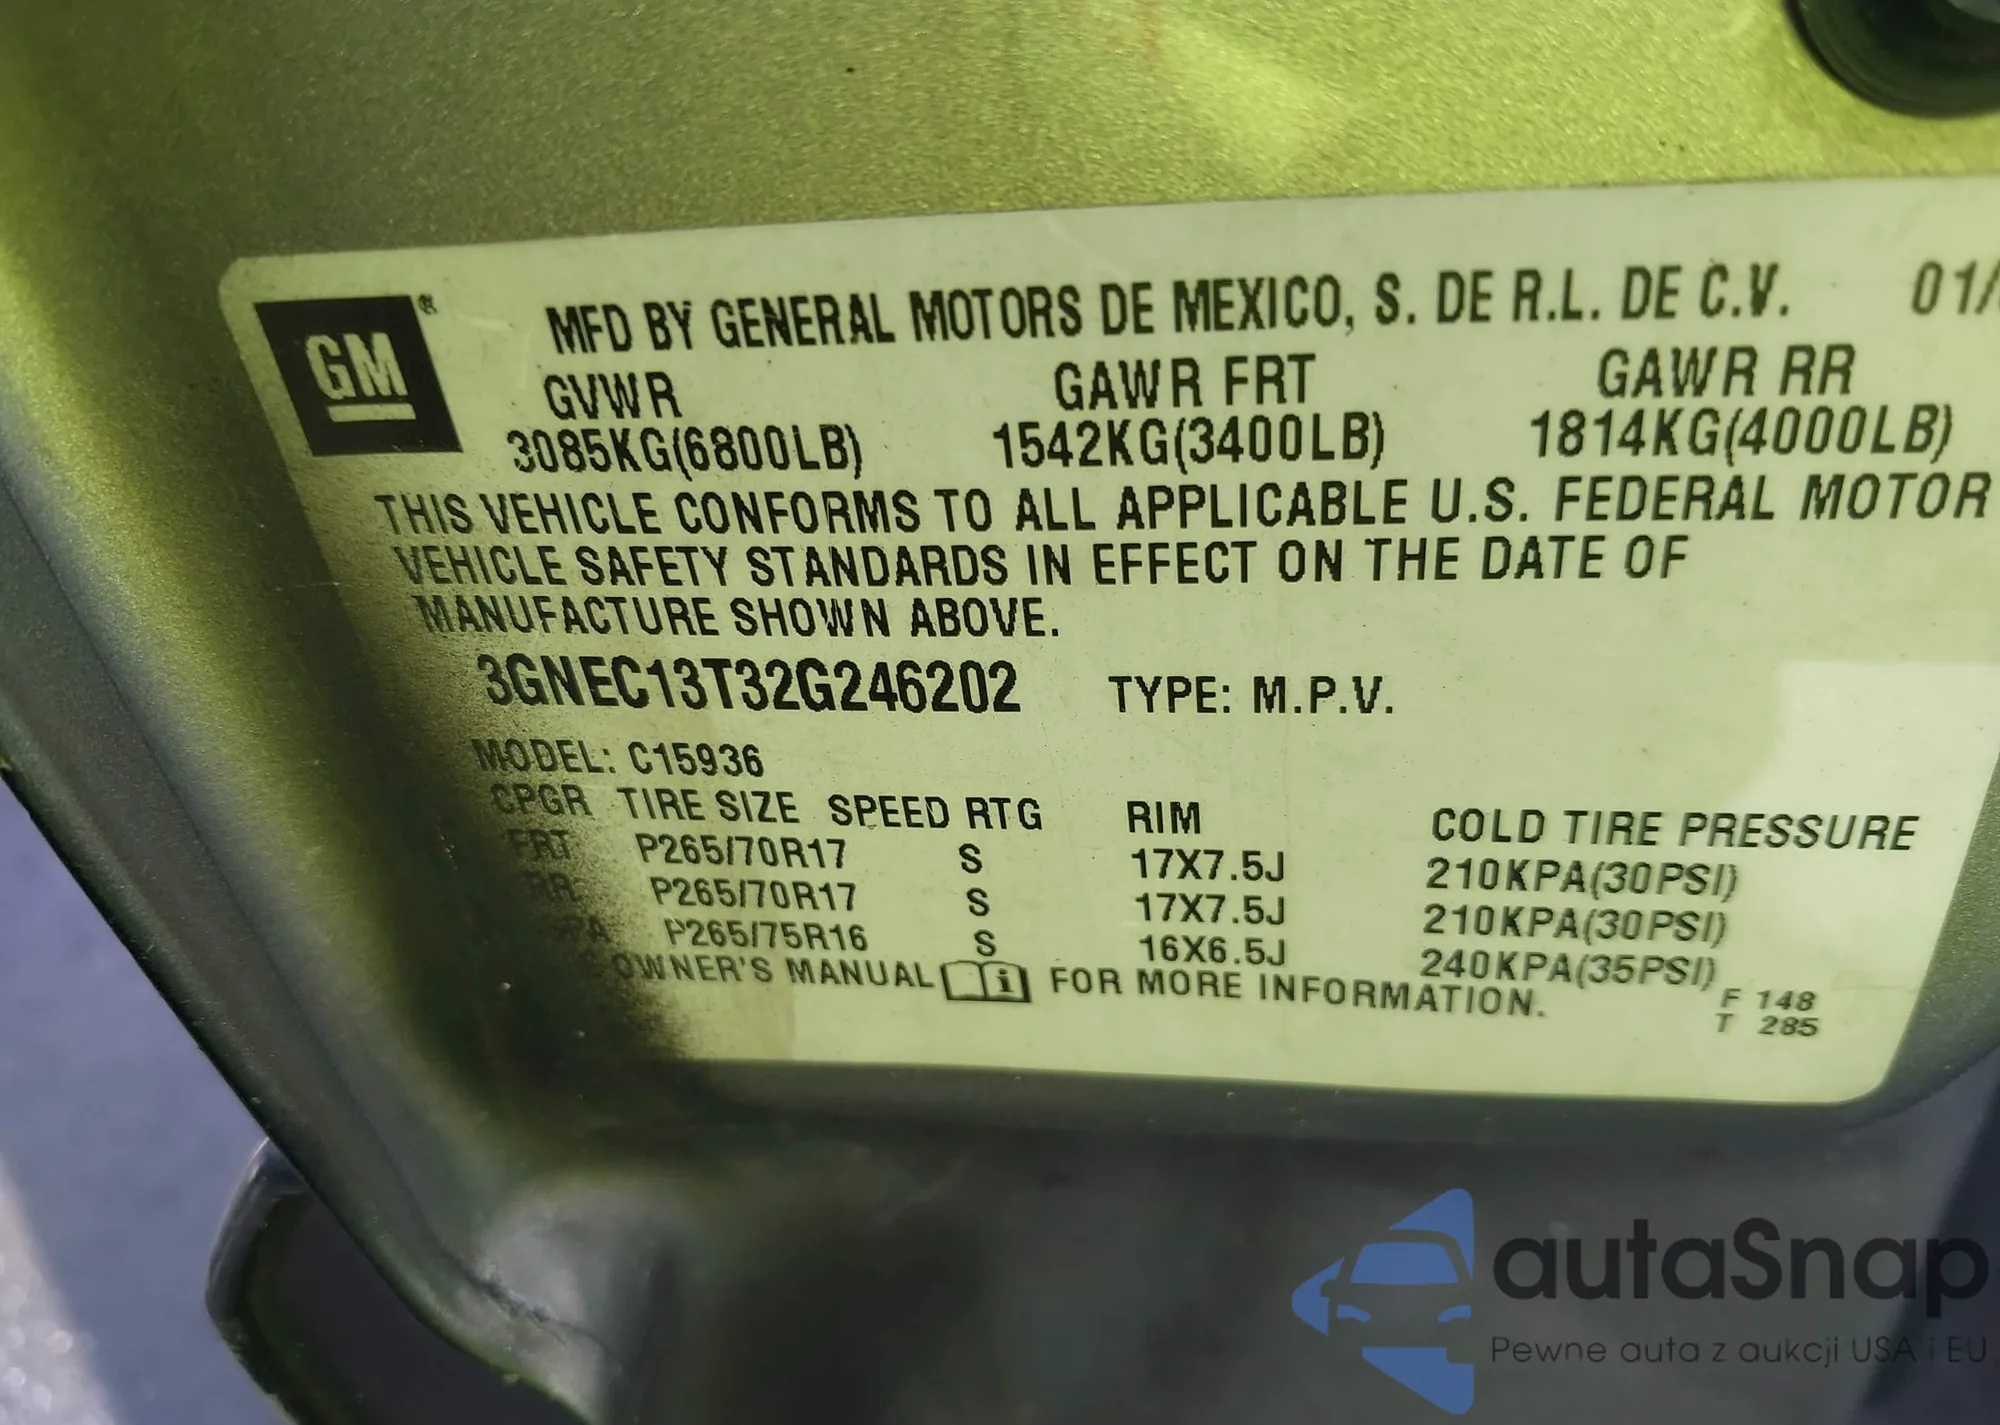 GM®
MFD BY GENERAL MOTORS DE MEXICO, S. DE R.L. DE C.V. 01/
GVWR GAWR FRT GAWR RR
3085KG(6800LB) 1542KG(3400LB) 1814KG(4000LB)
THIS VEHICLE CONFORMS TO ALL APPLICABLE U.S. FEDERAL MOTOR
VEHICLE SAFETY STANDARDS IN EFFECT ON THE DATE OF
MANUFACTURE SHOWN ABOVE.
3GNEC13T32G246202 TYPE: M.P.V.
MODEL: C15936
CPGR TIRE SIZE SPEED RTG RIM COLD TIRE PRESSURE
FRT P265/70R17 S 17X7.5J 210KPA(30PSI)
RR P265/70R17 S 17X7.5J 210KPA(30PSI)
P265/75R16 S 16X6.5J 240KPA(35PSI)
OWNER'S MANUAL i FOR MORE INFORMATION.
F 148
T 285
autaSnap
Pewne auta z aukcji USA i EU